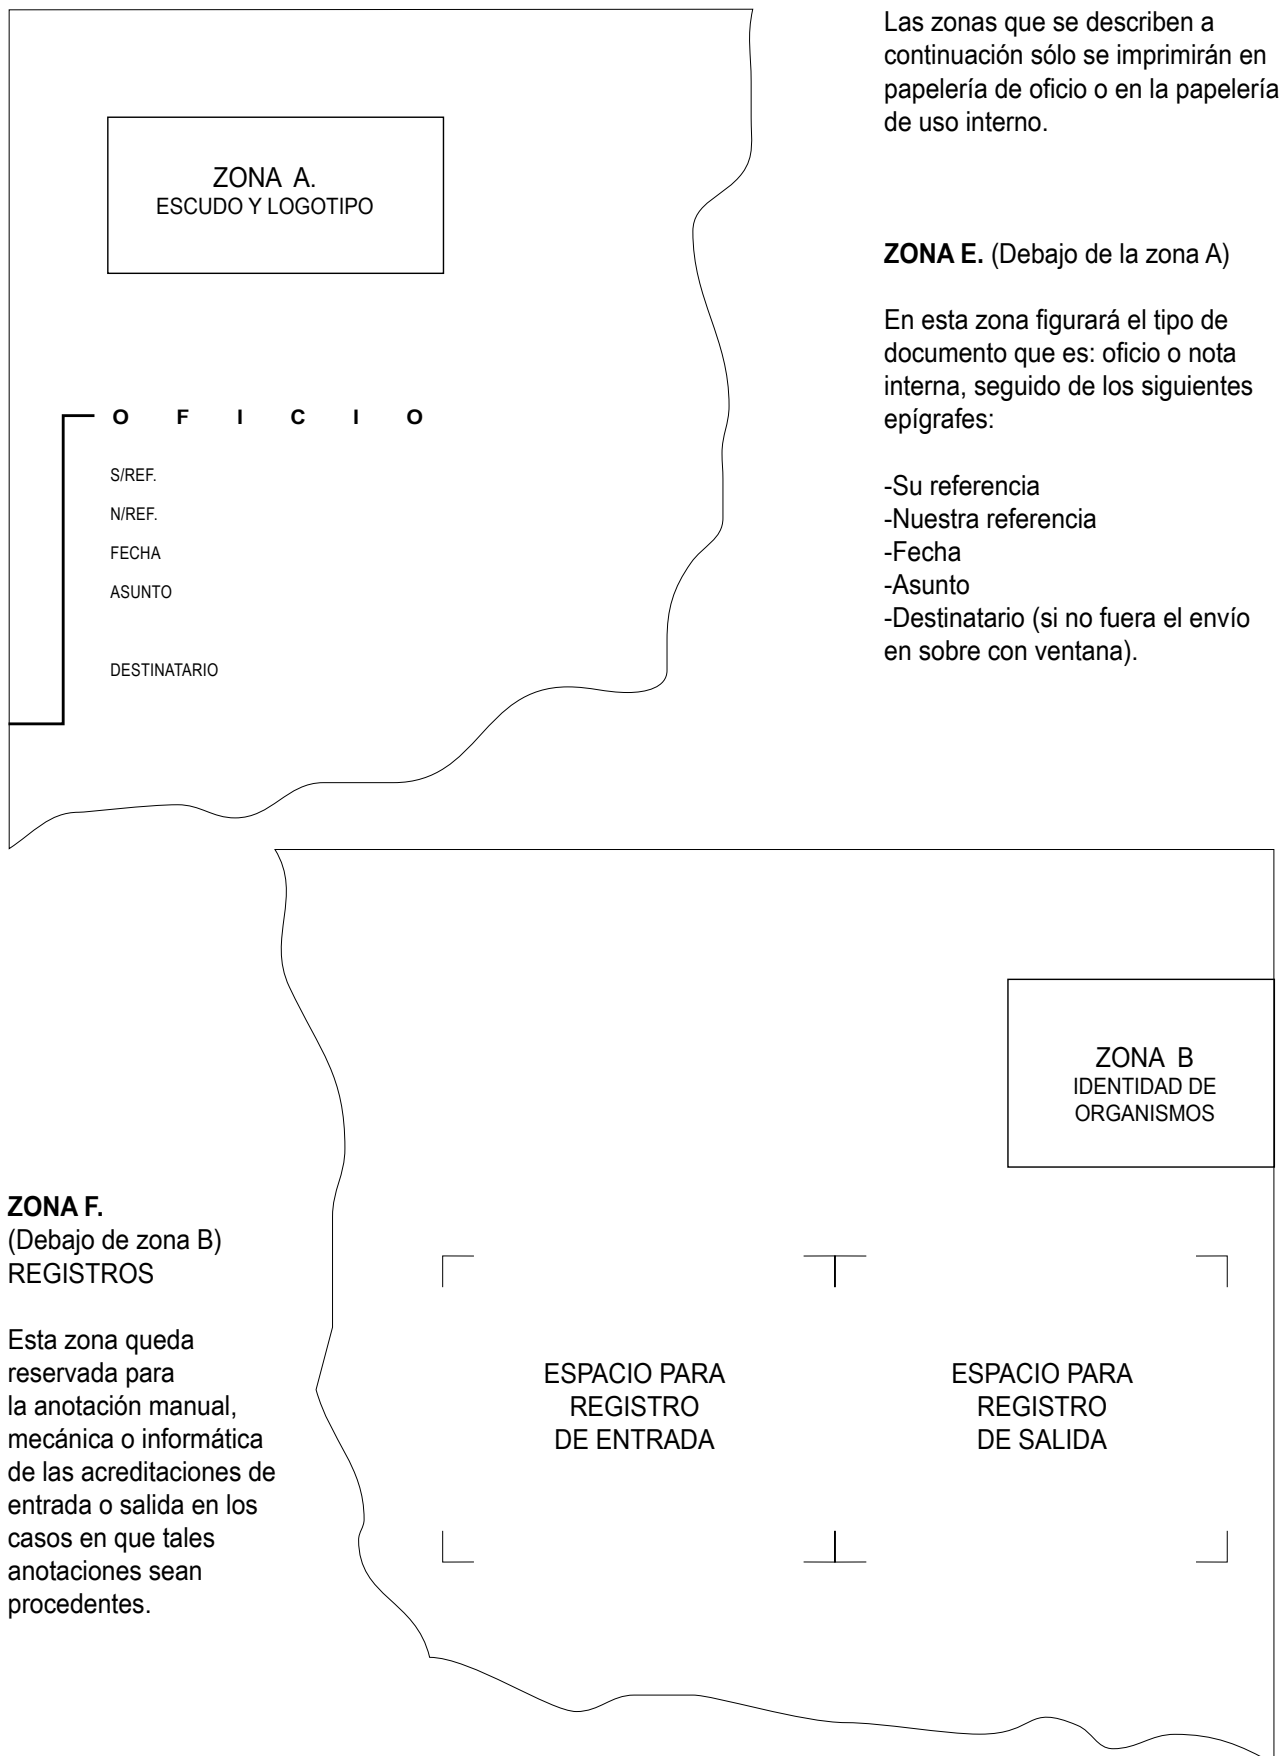 Las zonas que se describen a
continuación sólo se imprimirán en
papelería de oficio o en la papelería
de uso interno.
ZONA A.
ESCUDO Y LOGOTIPO
ZONA E. (Debajo de la zona A)
En esta zona figurará el tipo de
documento que es: oficio o nota
interna, seguido de los siguientes
epígrafes:
-Su referencia
-Nuestra referencia
-Fecha
-Asunto
-Destinatario (si no fuera el envío
en sobre con ventana).
O F I C I O
S/REF.
N/REF.
FECHA
ASUNTO
DESTINATARIO
ZONA B
IDENTIDAD DE
ORGANISMOS
ZONA F.
(Debajo de zona B)
REGISTROS
Esta zona queda
reservada para
la anotación manual,
mecánica o informática
de las acreditaciones de
entrada o salida en los
casos en que tales
anotaciones sean
procedentes.
ESPACIO PARA
REGISTRO
DE ENTRADA
ESPACIO PARA
REGISTRO
DE SALIDA